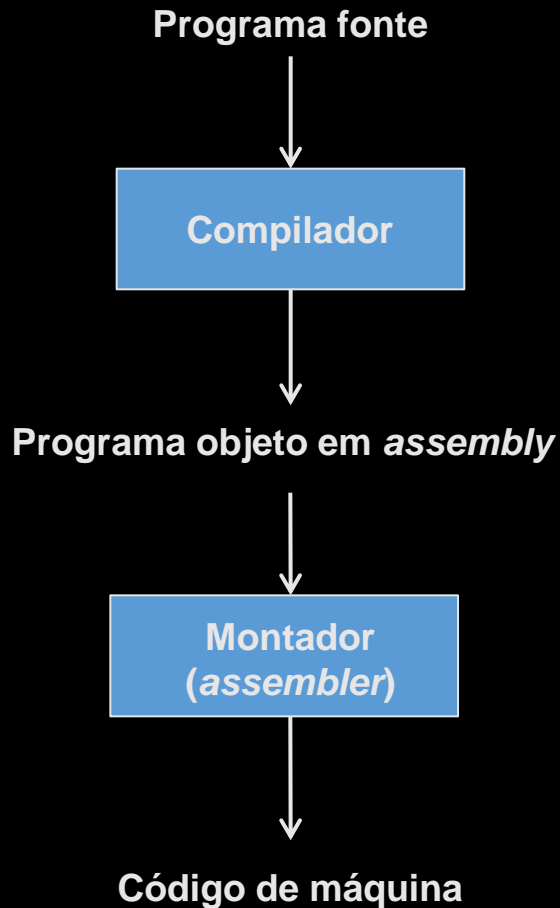 Programa fonte
Compilador
Programa objeto em assembly
Montador
(assembler)
Código de máquina